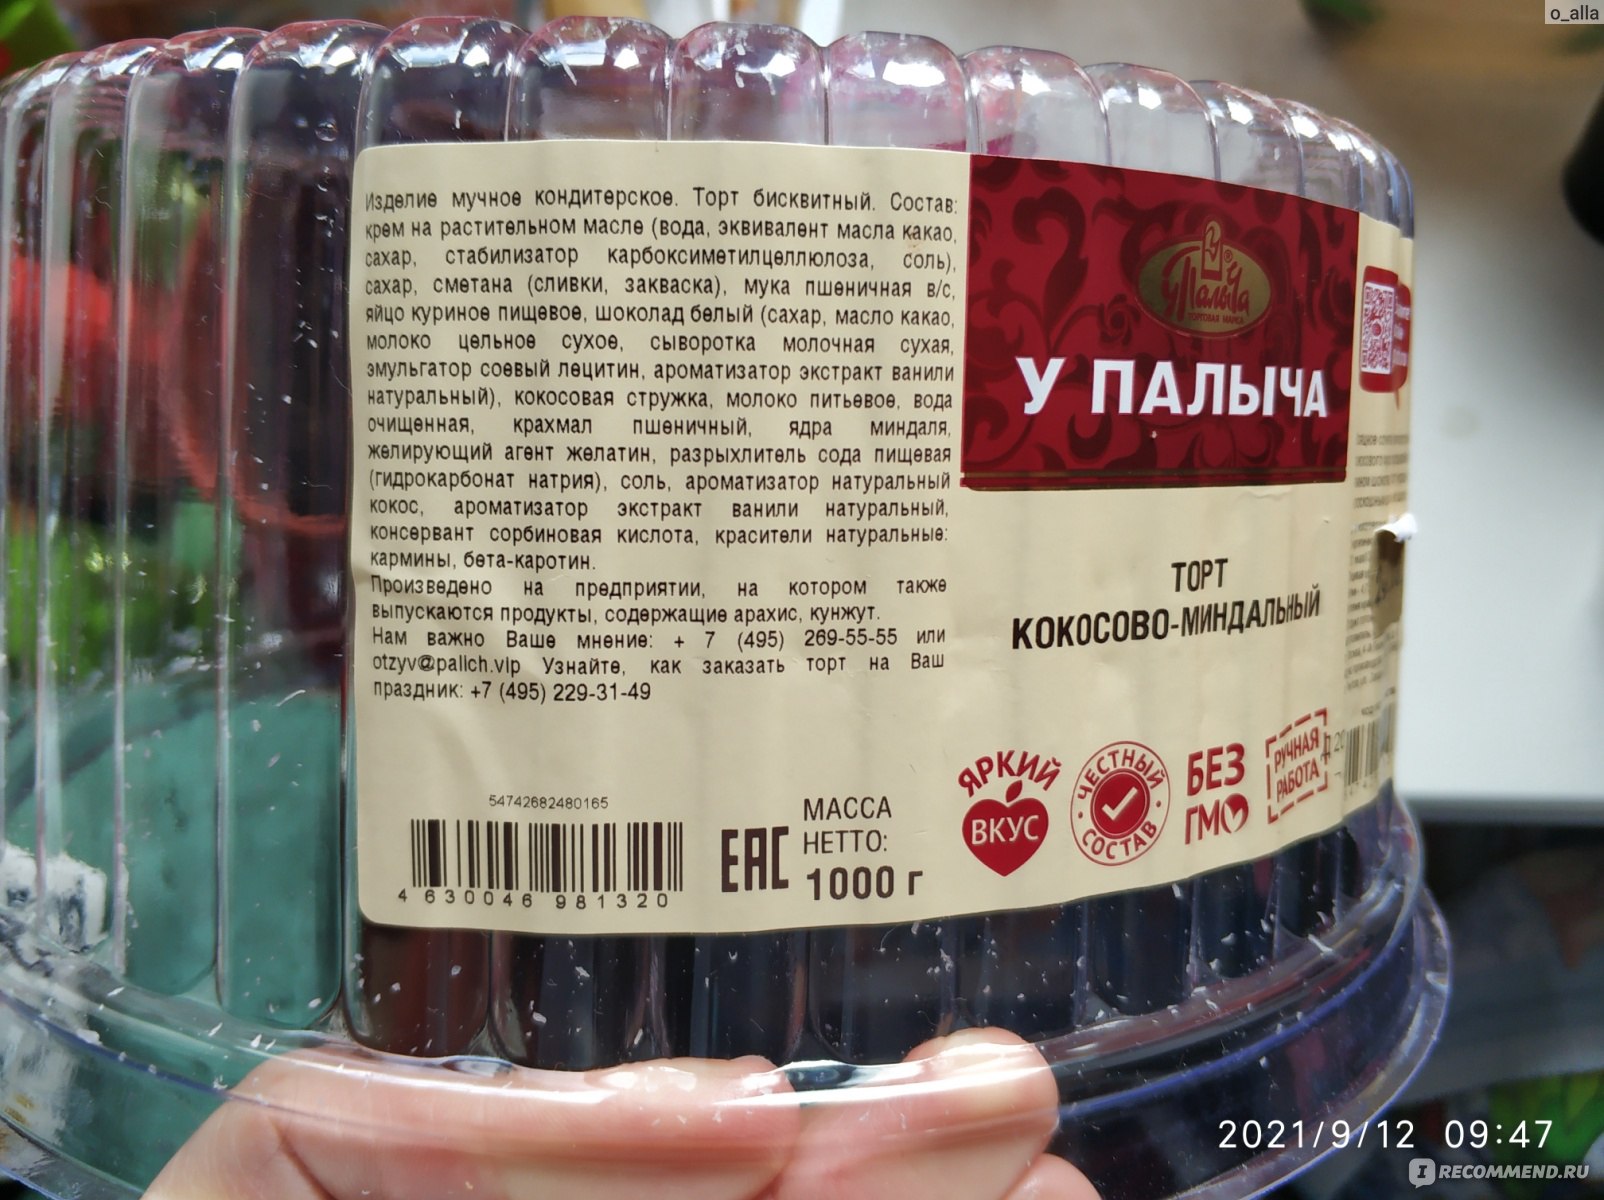 o_alla
Изделие мучное кондитерское. Торт бисквитный. Состав:
крем на растительном масле (вода, эквивалент масла какао,
сахар, стабилизатор карбоксиметилцеллюлоза, соль),
сахар, сметана (сливки, закваска), мука пшеничная в/с,
яйцо куриное пищевое, шоколад белый (сахар, масло какао,
молоко цельное сухое, сыворотка молочная сухая,
эмульгатор соевый лецитин, ароматизатор экстракт ванили
натуральный), кокосовая стружка, молоко питьевое, вода
очищенная, крахмал пшеничный, ядра миндаля,
желирующий агент желатин, разрыхлитель сода пищевая
(гидрокарбонат натрия), соль, ароматизатор натуральный
кокос, ароматизатор экстракт ванили натуральный,
консервант сорбиновая кислота, красители натуральные:
кармины, бета-каротин.
Произведено на предприятии, на котором также
выпускаются продукты, содержащие арахис, кунжут.
Нам важно Ваше мнение: + 7 (495) 269-55-55 или
otzyv@palich.vip Узнайте, как заказать торт на Ваш
праздник: +7 (495) 229-31-49
54742682480165
4 630046 981320
ЕАС
МАССА
НЕТТО:
1000 г
У Палыча
ТОРГОВАЯ МАРКА
У ПАЛЫЧА
ТОРТ
КОКОСОВО-МИНДАЛЬНЫЙ
ЯРКИЙ
ВКУС
ЧЕСТНЫЙ
СОСТАВ
БЕЗ
ГМО
РУЧНАЯ
РАБОТА
2021/9/12 09:47
IRECOMMEND.RU